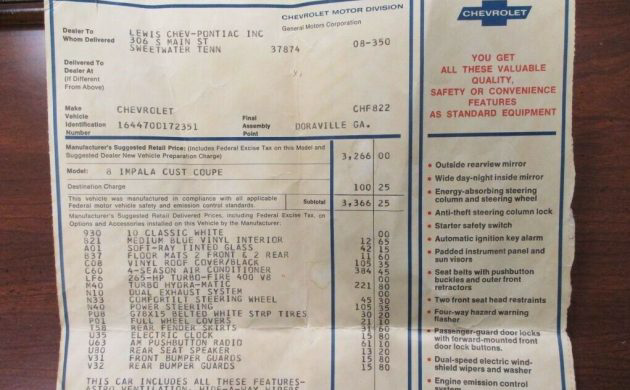 CHEVROLET MOTOR DIVISION
General Motors Corporation
CHEVROLET
Dealer To
Whom Delivered
LEWIS CHEV-PONTIAC INC
306 S MAIN ST
SWEETWATER TENN 37874
08-350
Delivered To
Dealer At
(If Different
From Above)
Make CHEVROLET CHF822
Vehicle
Identification
Number
164470D172351
Final
Assembly
Point
DORAVILLE GA.
Manufacturer's Suggested Retail Price: (Includes Federal Excise Tax on this Model and
Suggested Dealer New Vehicle Preparation Charge) 3,266 00
Model: 8 IMPALA CUST COUPE
Destination Charge 100 25
This vehicle was manufactured in compliance with all applicable
Federal motor vehicle safety and emission control standards. Subtotal 3,366 25
Manufacturer's Suggested Retail Delivered Prices, including Federal Excise Tax, on
Options and Accessories installed on this Vehicle by the Manufacturer:
930 10 CLASSIC WHITE 00
B21 MEDIUM BLUE VINYL INTERIOR 12 65
A01 SOFT-RAY TINTED GLASS 42 15
B37 FLOOR MATS 2 FRONT & 2 REAR 11 60
C08 VINYL ROOF COVER/BLACK 105 35
C60 4-SEASON AIR CONDITIONER 384 45
LF6 265-HP TURBO-FIRE 400 V8
M40 TURBO HYDRA-MATIC 221 80
N10 DUAL EXHAUST SYSTEM 00
N33 COMFORTILT STEERING WHEEL 45 30
N40 POWER STEERING 105 35
PU8 G78X15 BELTED WHITE STRP TIRES 30 20
P01 FULL WHEEL COVERS 21 10
T58 REAR FENDER SKIRTS 31 60
U35 ELECTRIC CLOCK 15 80
U63 AM PUSHBUTTON RADIO 61 10
U80 REAR SEAT SPEAKER 13 20
V31 FRONT BUMPER GUARDS 15 80
V32 REAR BUMPER GUARDS 15 80
THIS CAR INCLUDES ALL THESE FEATURES-
ASTRO VENTILATION, HIDE-A-WAY WIPERS
YOU GET
ALL THESE VALUABLE
QUALITY,
SAFETY OR CONVENIENCE
FEATURES
AS STANDARD EQUIPMENT
• Outside rearview mirror
• Wide day-night inside mirror
• Energy-absorbing steering
column and steering wheel
• Anti-theft steering column lock
• Starter safety switch
• Automatic ignition key alarm
• Padded instrument panel and
sun visors
• Seat belts with pushbutton
buckles and outer front
retractors
• Two front seat head restraints
• Four-way hazard warning
flasher
• Passenger-guard door locks
with forward-mounted front
door lock buttons.
• Dual-speed electric wind-
shield wipers and washer
• Engine emission control